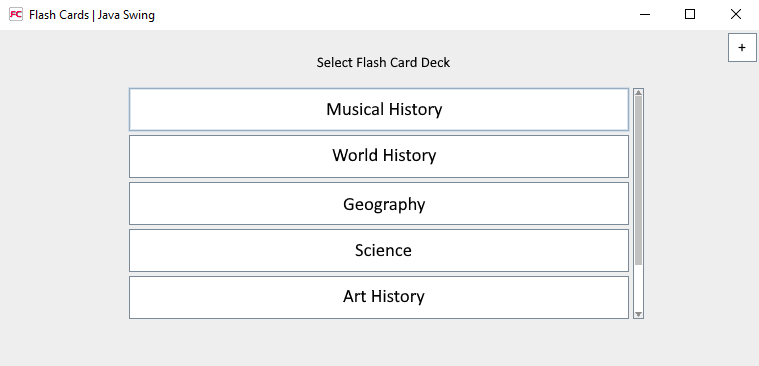 FC Flash Cards | Java Swing
+
Select Flash Card Deck
Musical History
World History
Geography
Science
Art History